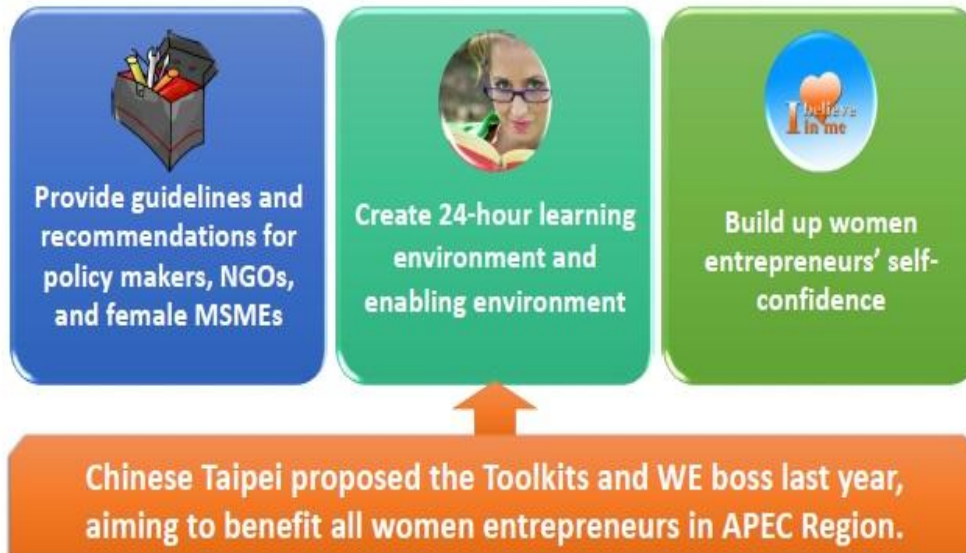 Provide guidelines and
recommendations for
policy makers, NGOs,
and female MSMEs
Create 24-hour learning
environment and
enabling environment
I believe
in me
Build up women
entrepreneurs’ self-
confidence
Chinese Taipei proposed the Toolkits and WE boss last year,
aiming to benefit all women entrepreneurs in APEC Region.